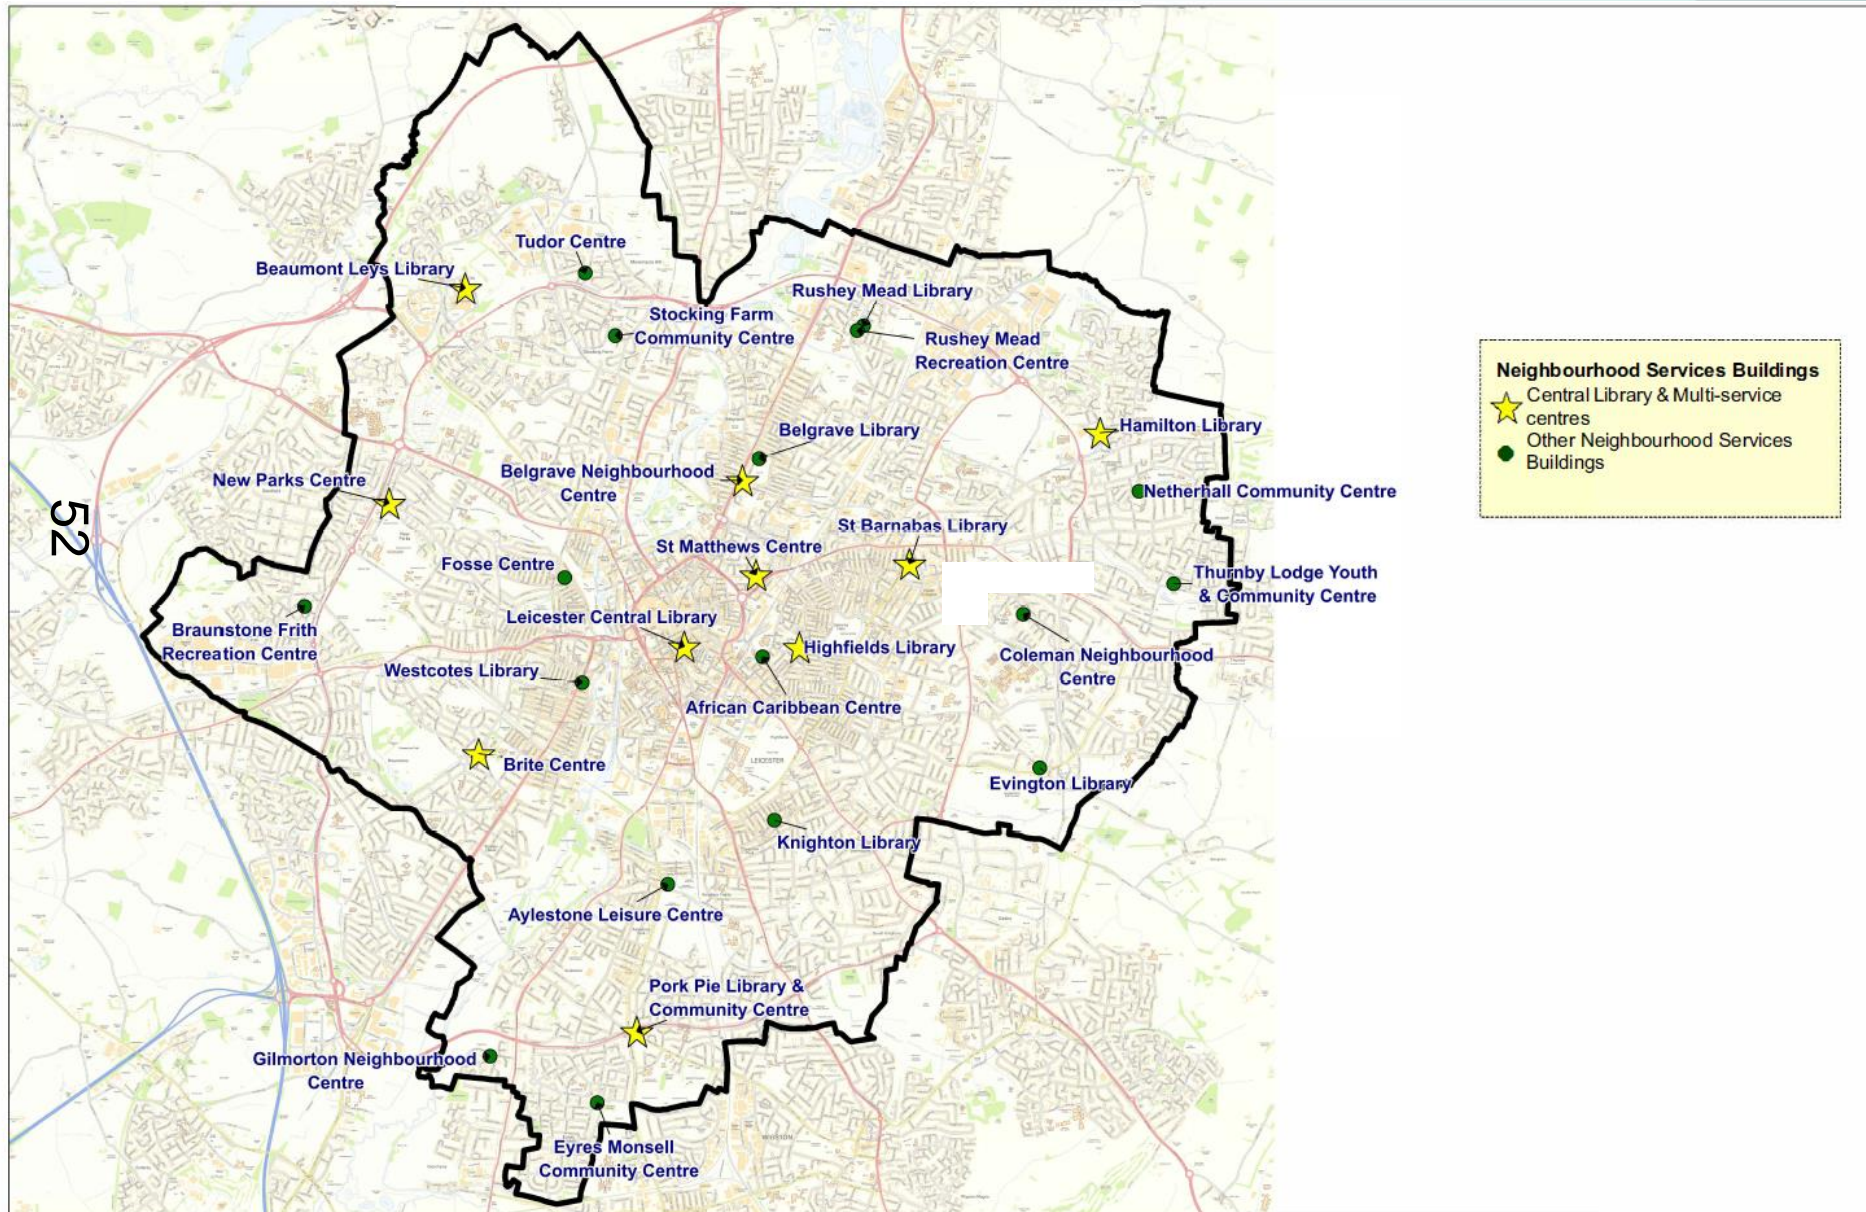 Tudor Centre
Beaumont Leys Library
Rushey Mead Library
Stocking Farm
Community Centre
Rushey Mead
Recreation Centre
Neighbourhood Services Buildings
Central Library & Multi-service
centres
Other Neighbourhood Services
Buildings
Hamilton Library
Belgrave Library
Belgrave Neighbourhood
Centre
New Parks Centre
Netherhall Community Centre
52
St Barnabas Library
St Matthews Centre
Fosse Centre
Thurnby Lodge Youth
& Community Centre
Leicester Central Library
Braunstone Frith
Recreation Centre
Highfields Library
Coleman Neighbourhood
Centre
Westcotes Library
African Caribbean Centre
LEICESTER
Brite Centre
Evington Library
Knighton Library
Aylestone Leisure Centre
Pork Pie Library &
Community Centre
Gilmorton Neighbourhood
Centre
Eyres Monsell
Community Centre